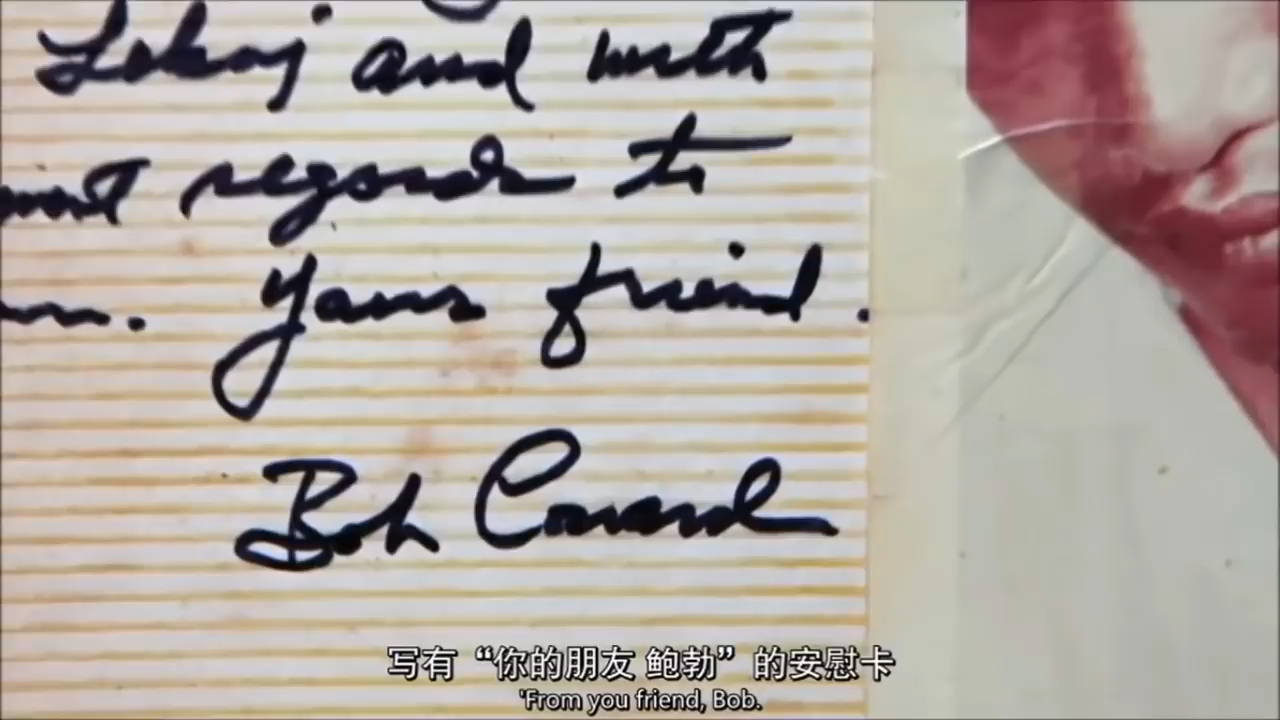 and with
regards to
Yours friend.
Bob Conrad
写有“你的朋友 鲍勃”的安慰卡
'From you friend, Bob.